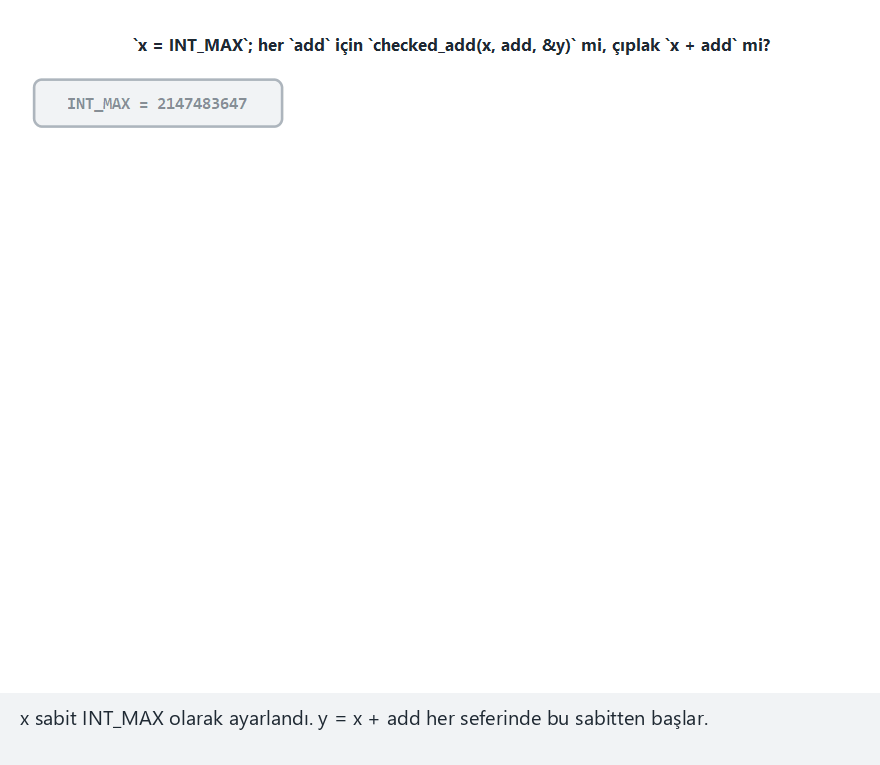 `x = INT_MAX`; her `add` için `checked_add(x, add, &y)` mi, çıplak `x + add` mi?
INT_MAX = 2147483647
x sabit INT_MAX olarak ayarlandı. y = x + add her seferinde bu sabitten başlar.